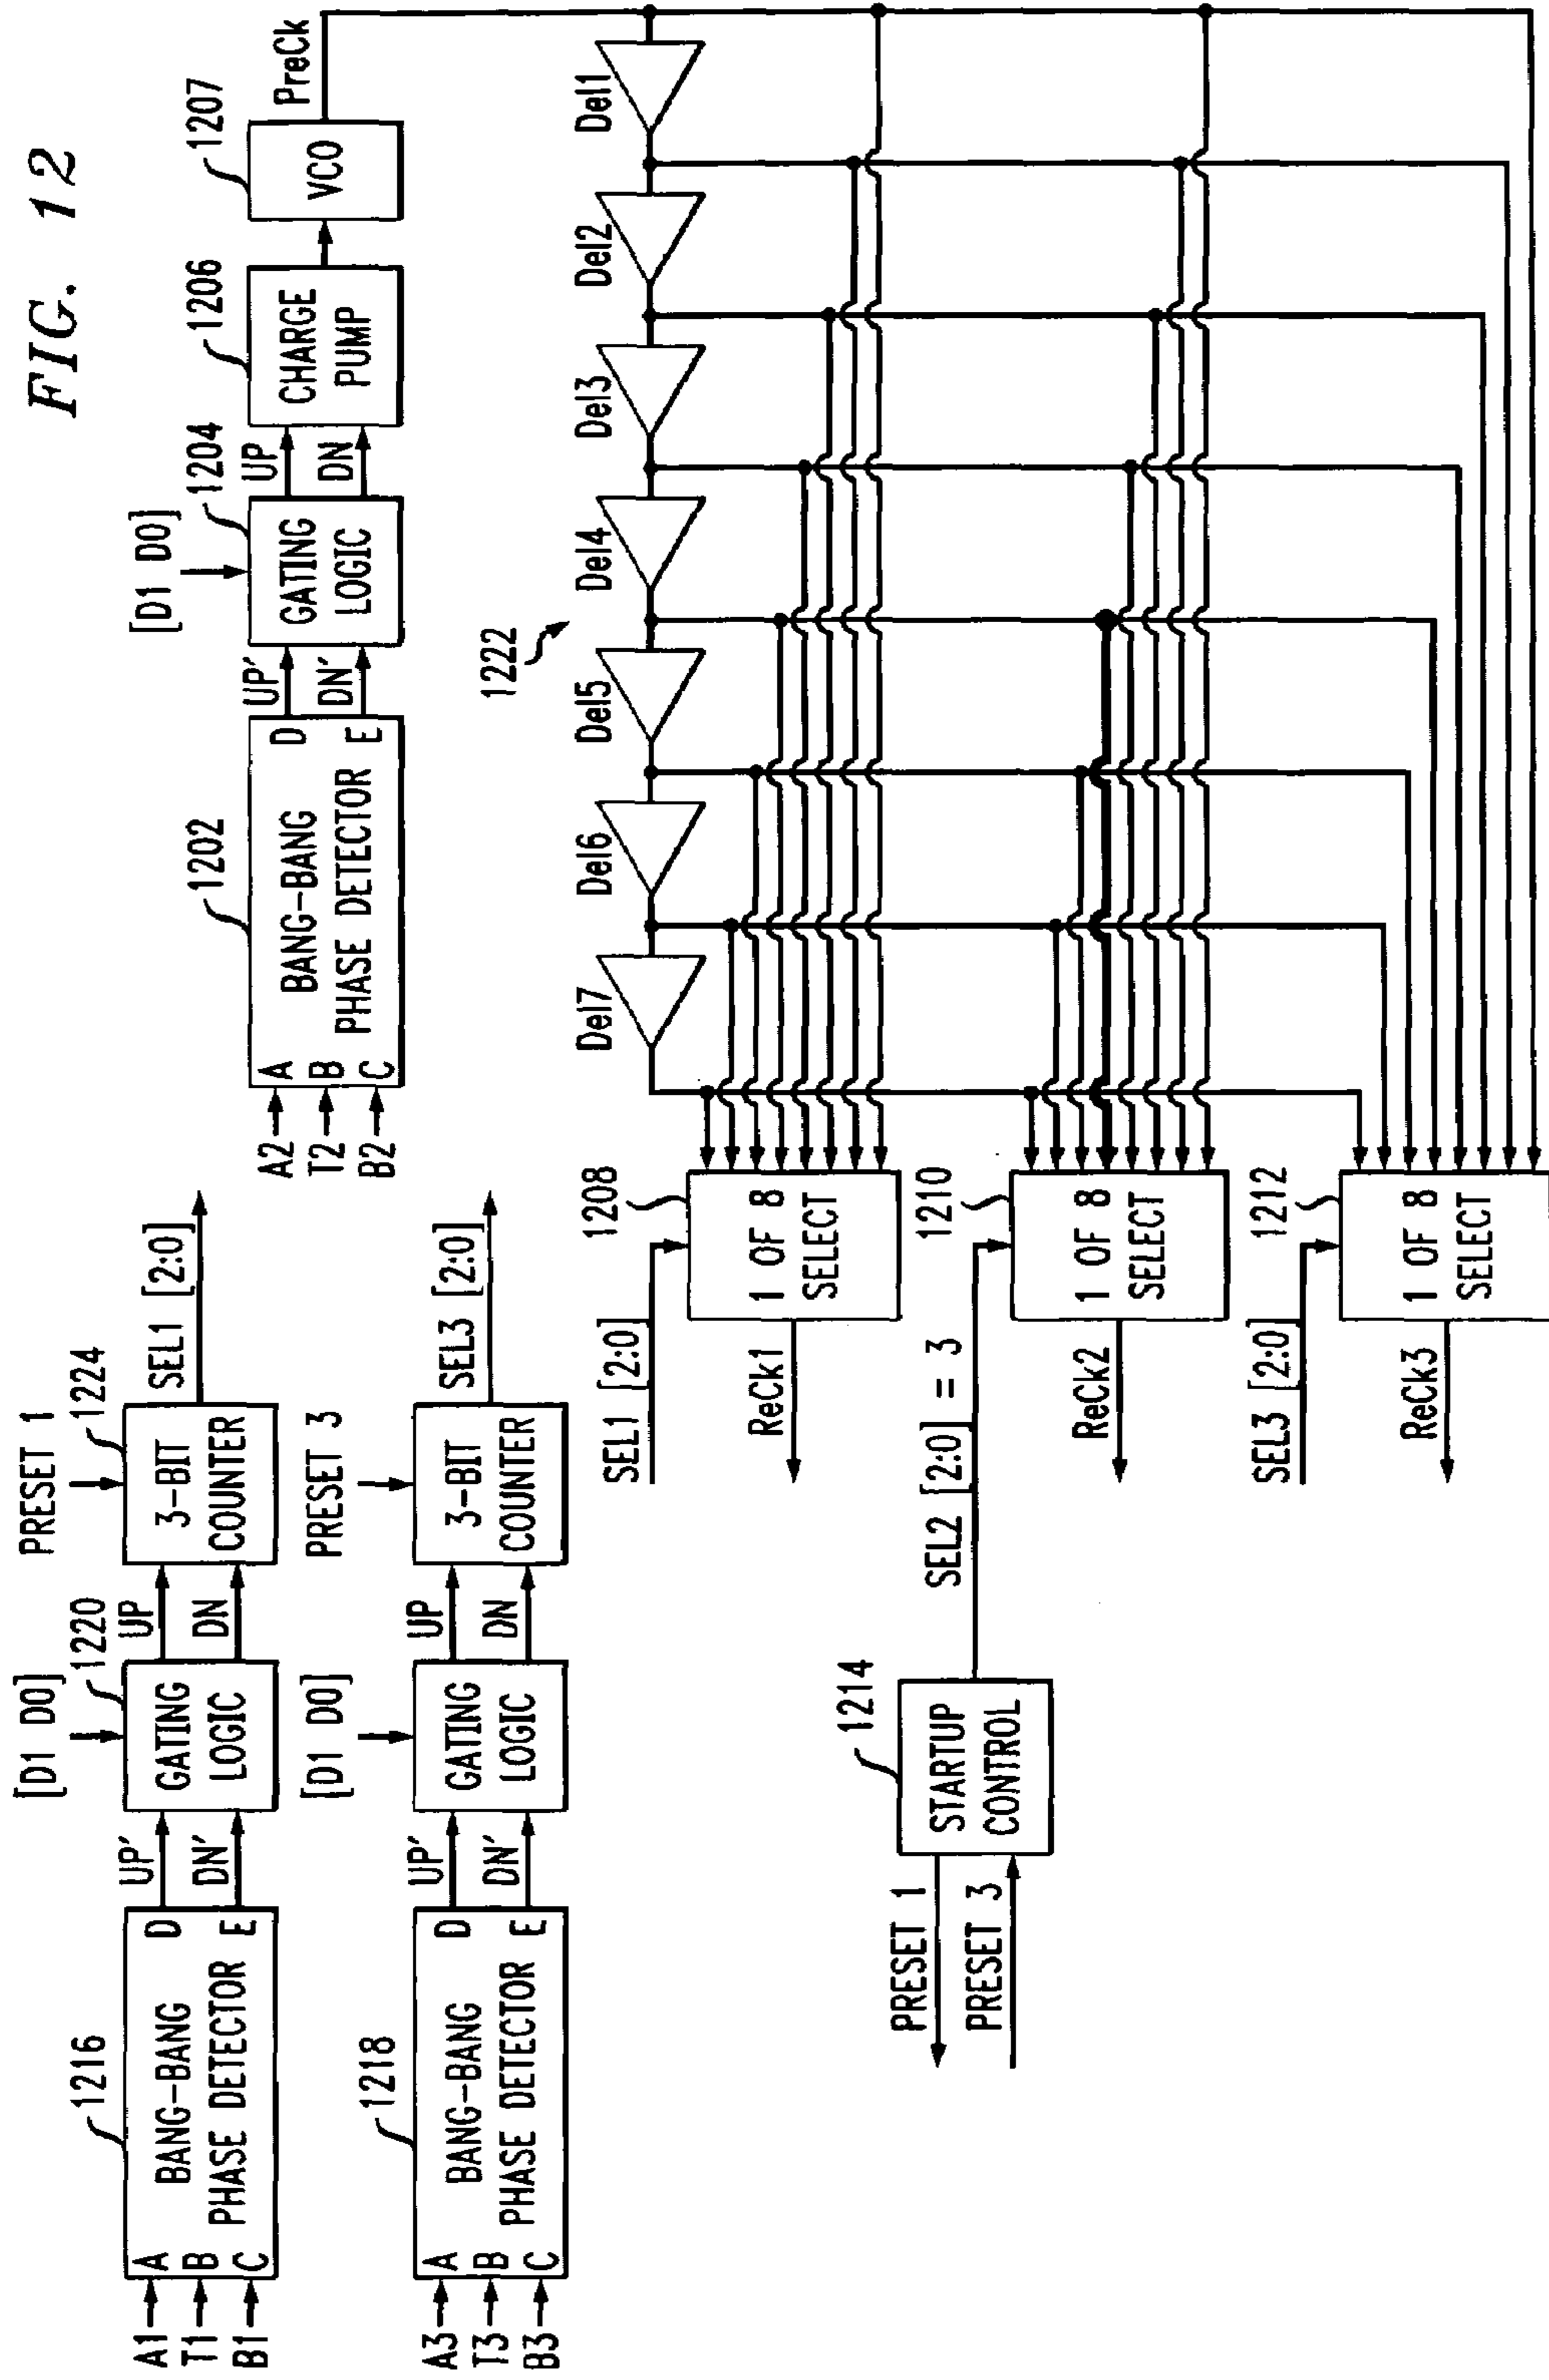 FIG. 12
PRESET 1
[D1 D0]
1216
1220
1224
A1
T1
B1
A
B
C
BANG-BANG
PHASE DETECTOR
D
E
UP'
DN'
GATING
LOGIC
UP
DN
3-BIT
COUNTER
SEL1 [2:0]
PRESET 3
[D1 D0]
1218
A3
T3
B3
A
B
C
BANG-BANG
PHASE DETECTOR
D
E
UP'
DN'
GATING
LOGIC
UP
DN
3-BIT
COUNTER
SEL3 [2:0]
[D1 D0]
1202
1204
1206
1207
A2
T2
B2
A
B
C
BANG-BANG
PHASE DETECTOR
D
E
UP'
DN'
GATING
LOGIC
UP
DN
CHARGE
PUMP
VCO
PreCk
1222
Del7
Del6
Del5
Del4
Del3
Del2
Del1
1208
SEL1 [2:0]
1 OF 8
SELECT
ReCk1
1214
STARTUP
CONTROL
PRESET 1
PRESET 3
SEL2 [2:0] = 3
1210
1 OF 8
SELECT
ReCk2
1212
SEL3 [2:0]
1 OF 8
SELECT
ReCk3